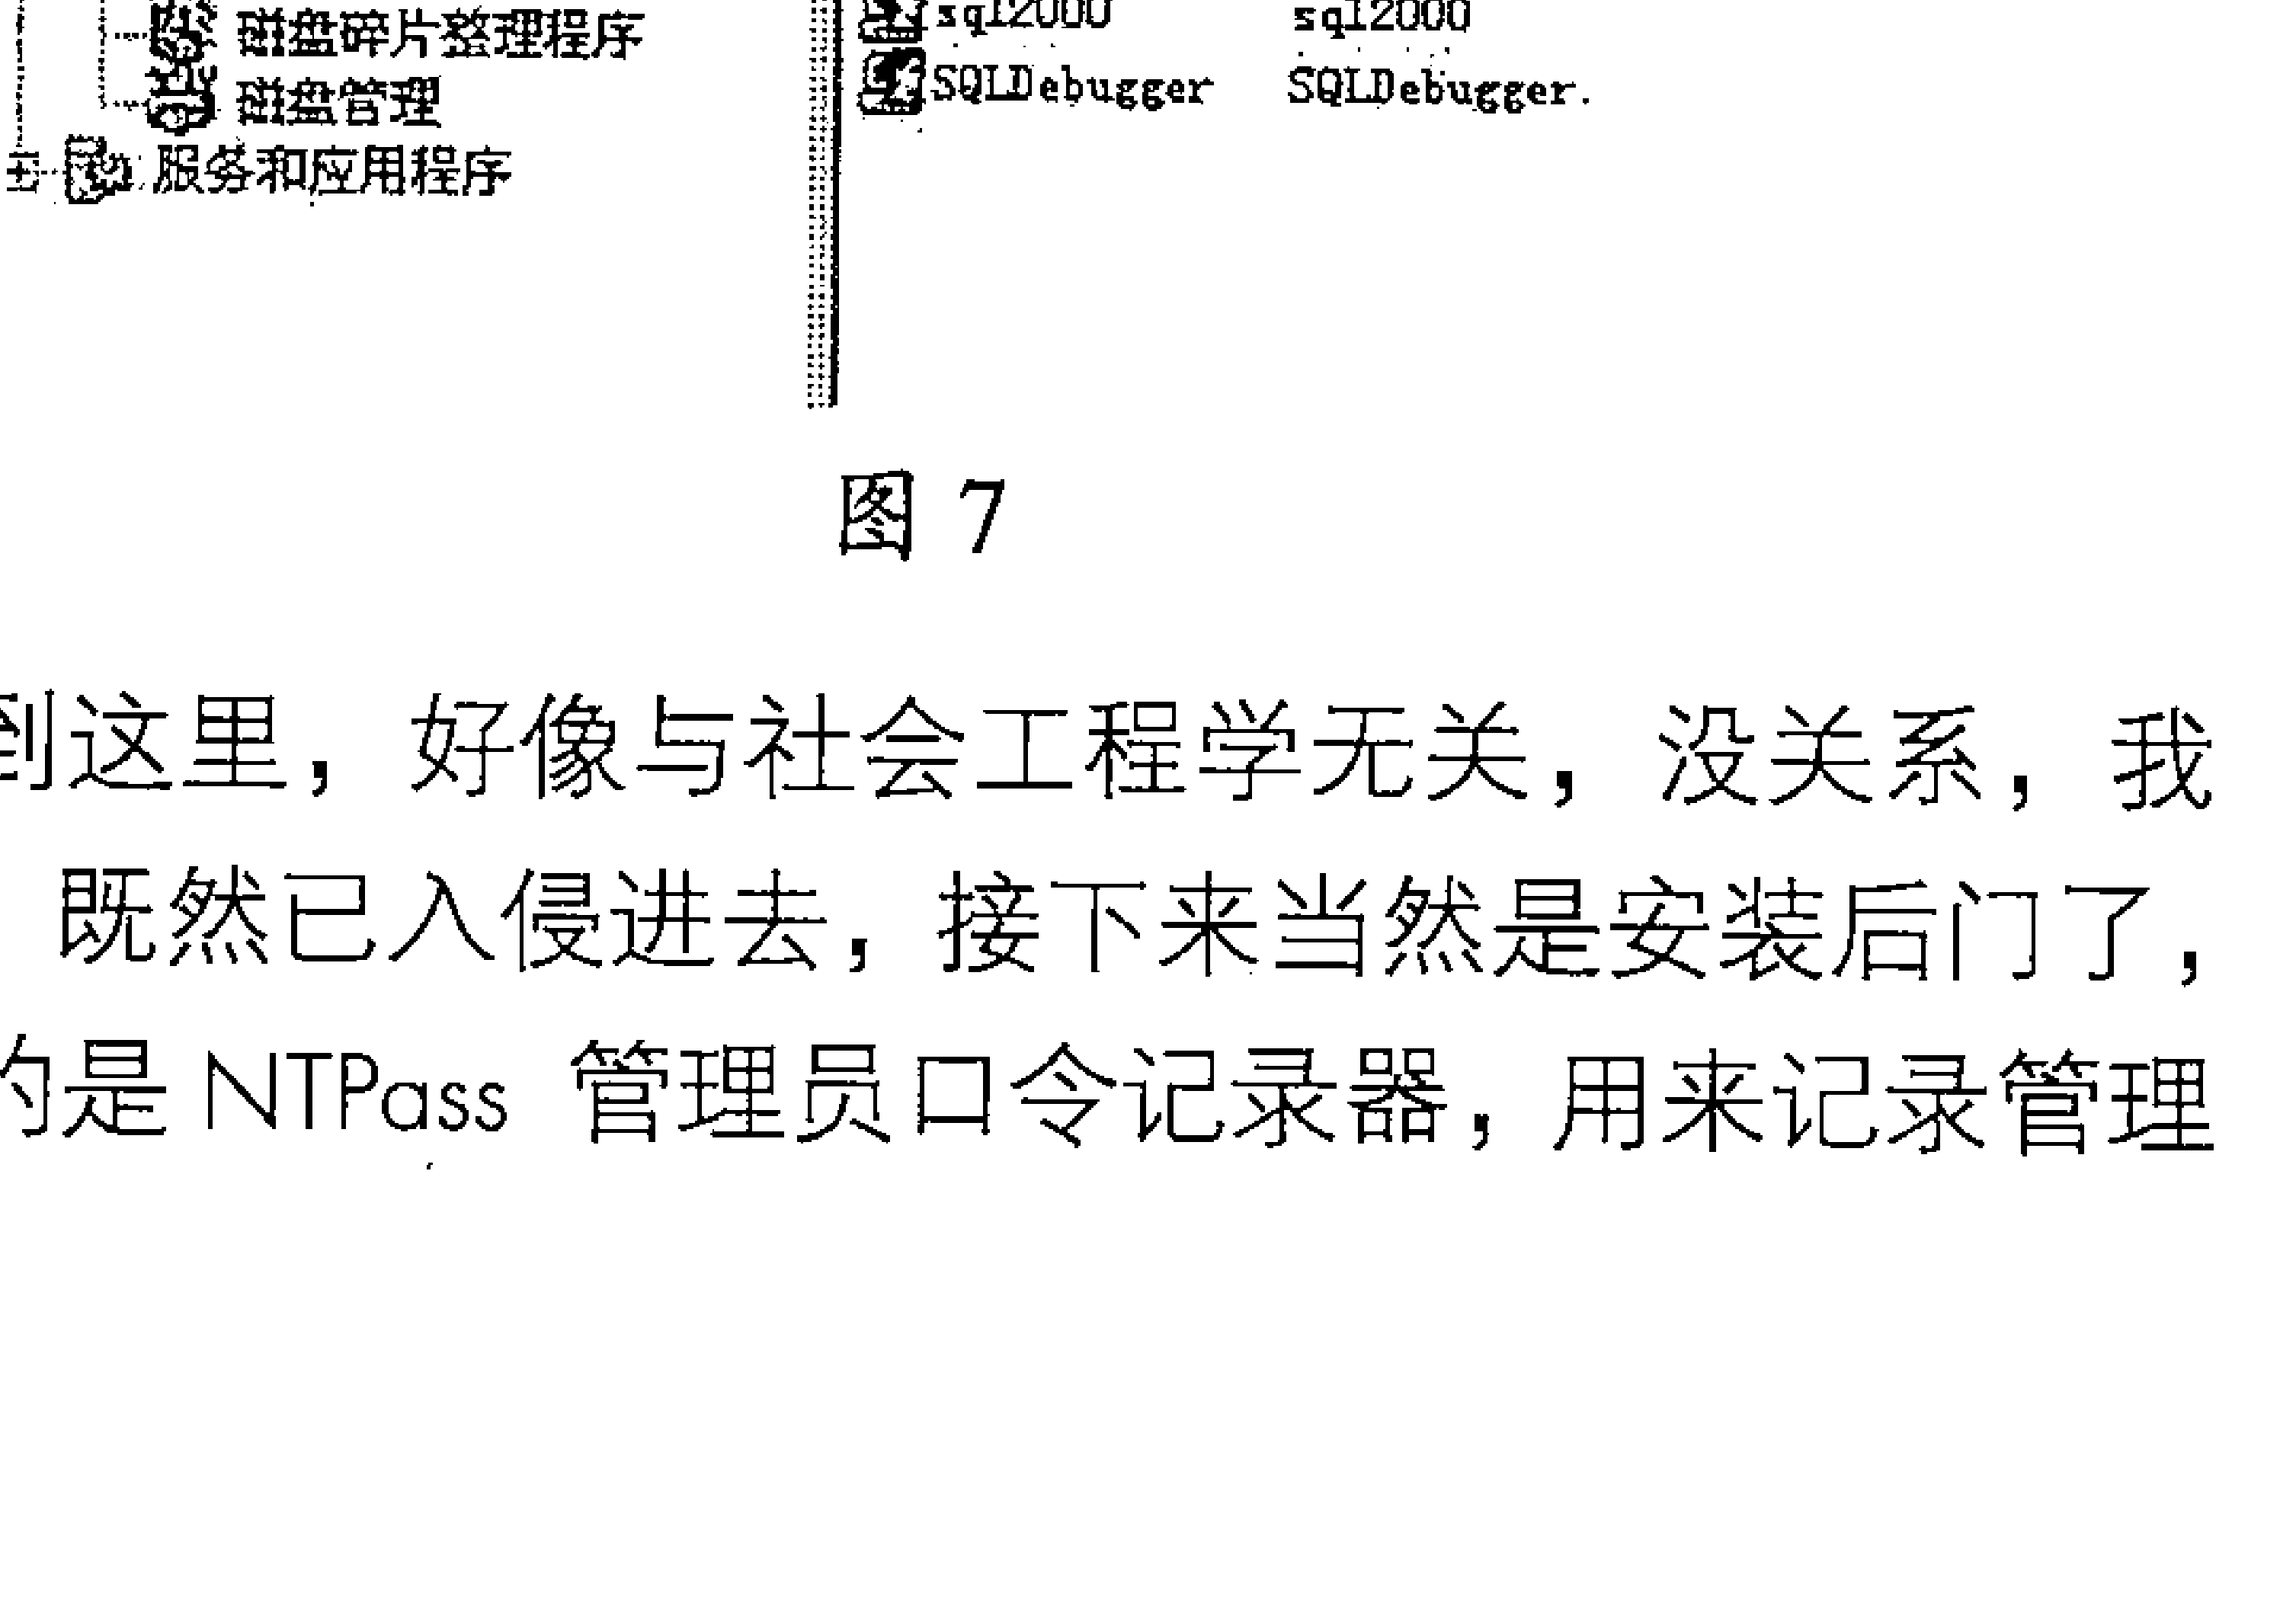 磁盘碎片整理程序
sql2000 sql2000
磁盘管理
SQLDebugger SQLDebugger.
服务和应用程序
图 7
到这里，好像与社会工程学无关，没关系，我
既然已入侵进去，接下来当然是安装后门了，
的是 NTPass 管理员口令记录器，用来记录管理